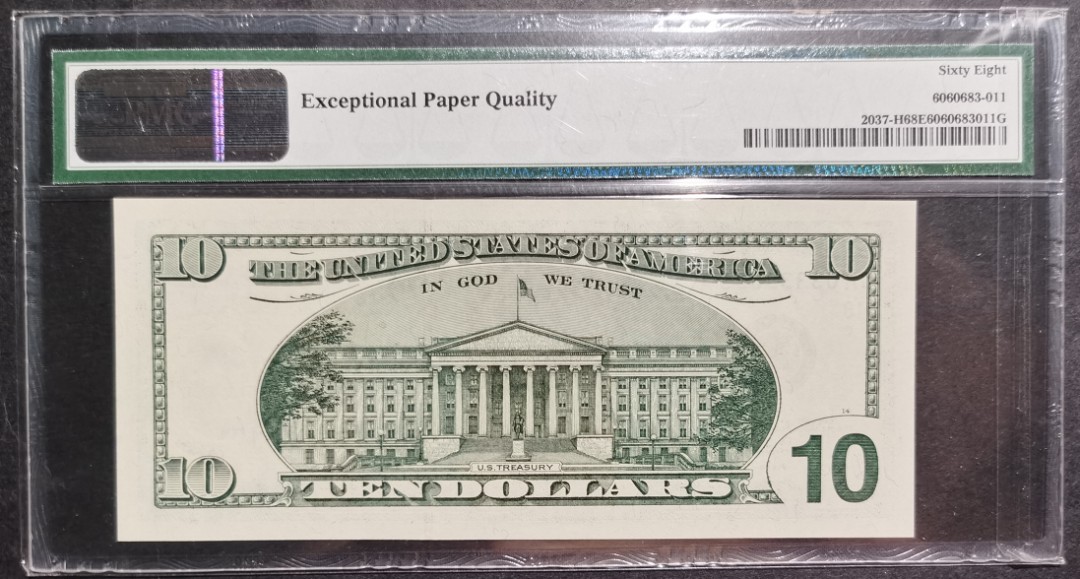 Sixty Eight
Exceptional Paper Quality
6060683-011
2037-H68E6060683011G
10 THE UNITED STATES OF AMERICA 10
IN GOD WE TRUST
U.S. TREASURY
10 TEN DOLLARS 10